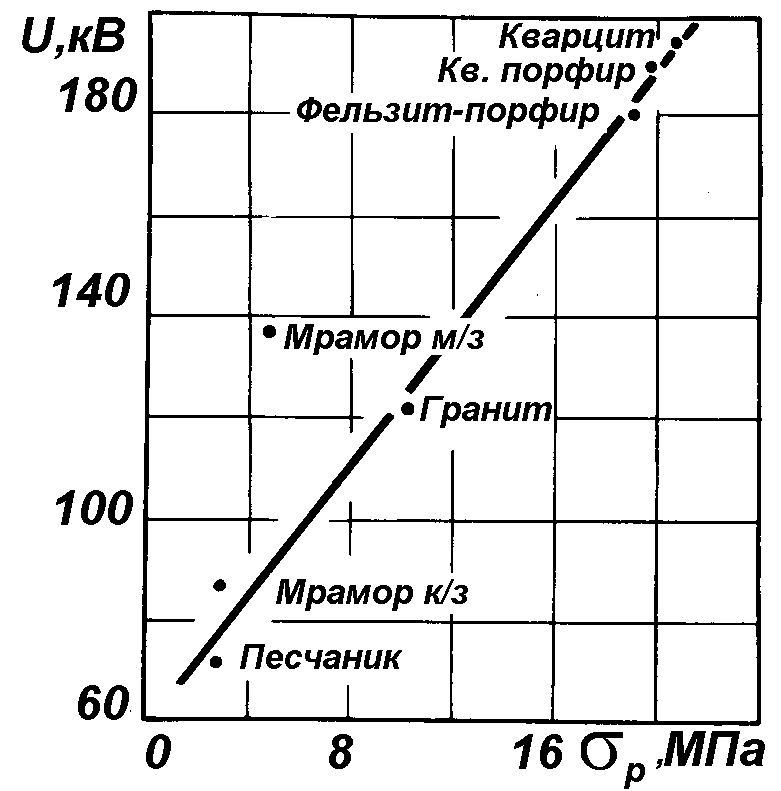 U,кВ
Кварцит
Кв. порфир
180
Фельзит-порфир
140
Мрамор м/з
Гранит
100
Мрамор к/з
Песчаник
60
0 8 16 σр,МПа